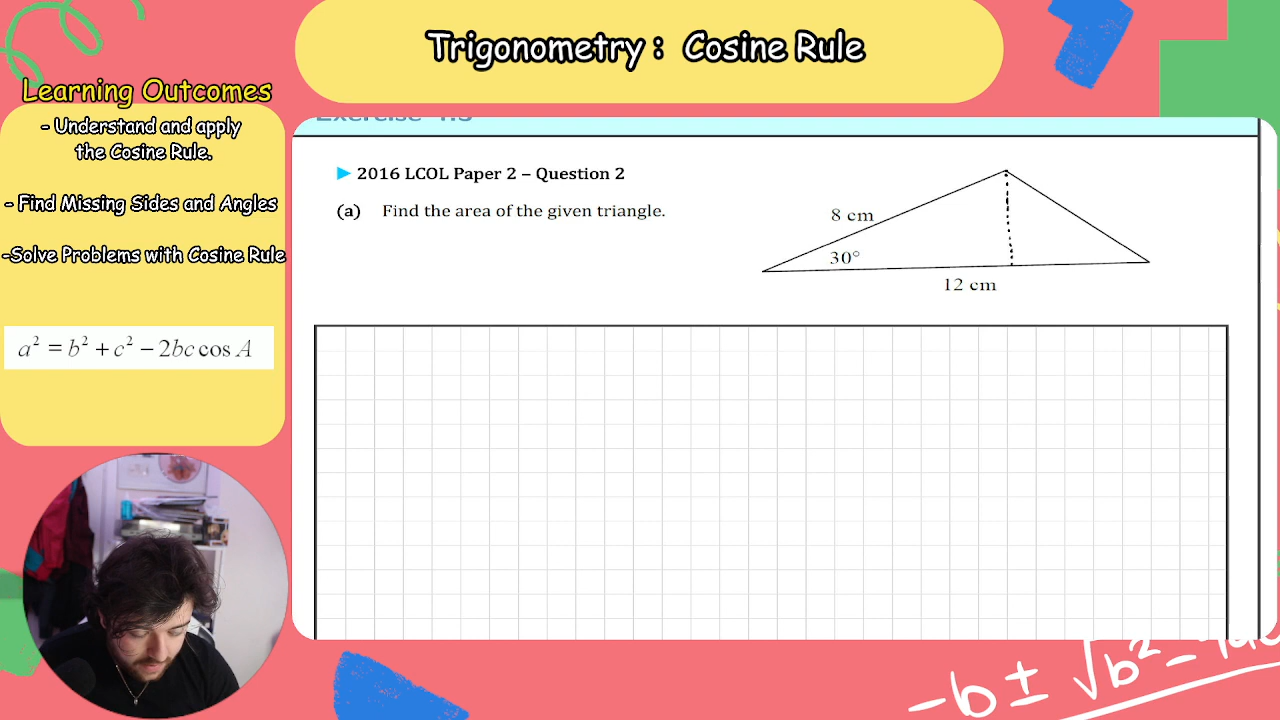 Trigonometry : Cosine Rule
Learning Outcomes
- Understand and apply
the Cosine Rule.
- Find Missing Sides and Angles
-Solve Problems with Cosine Rule
a² = b² + c² − 2bc cos A
2016 LCOL Paper 2 – Question 2
(a) Find the area of the given triangle.
8 cm
30°
12 cm
-b ± √b² -